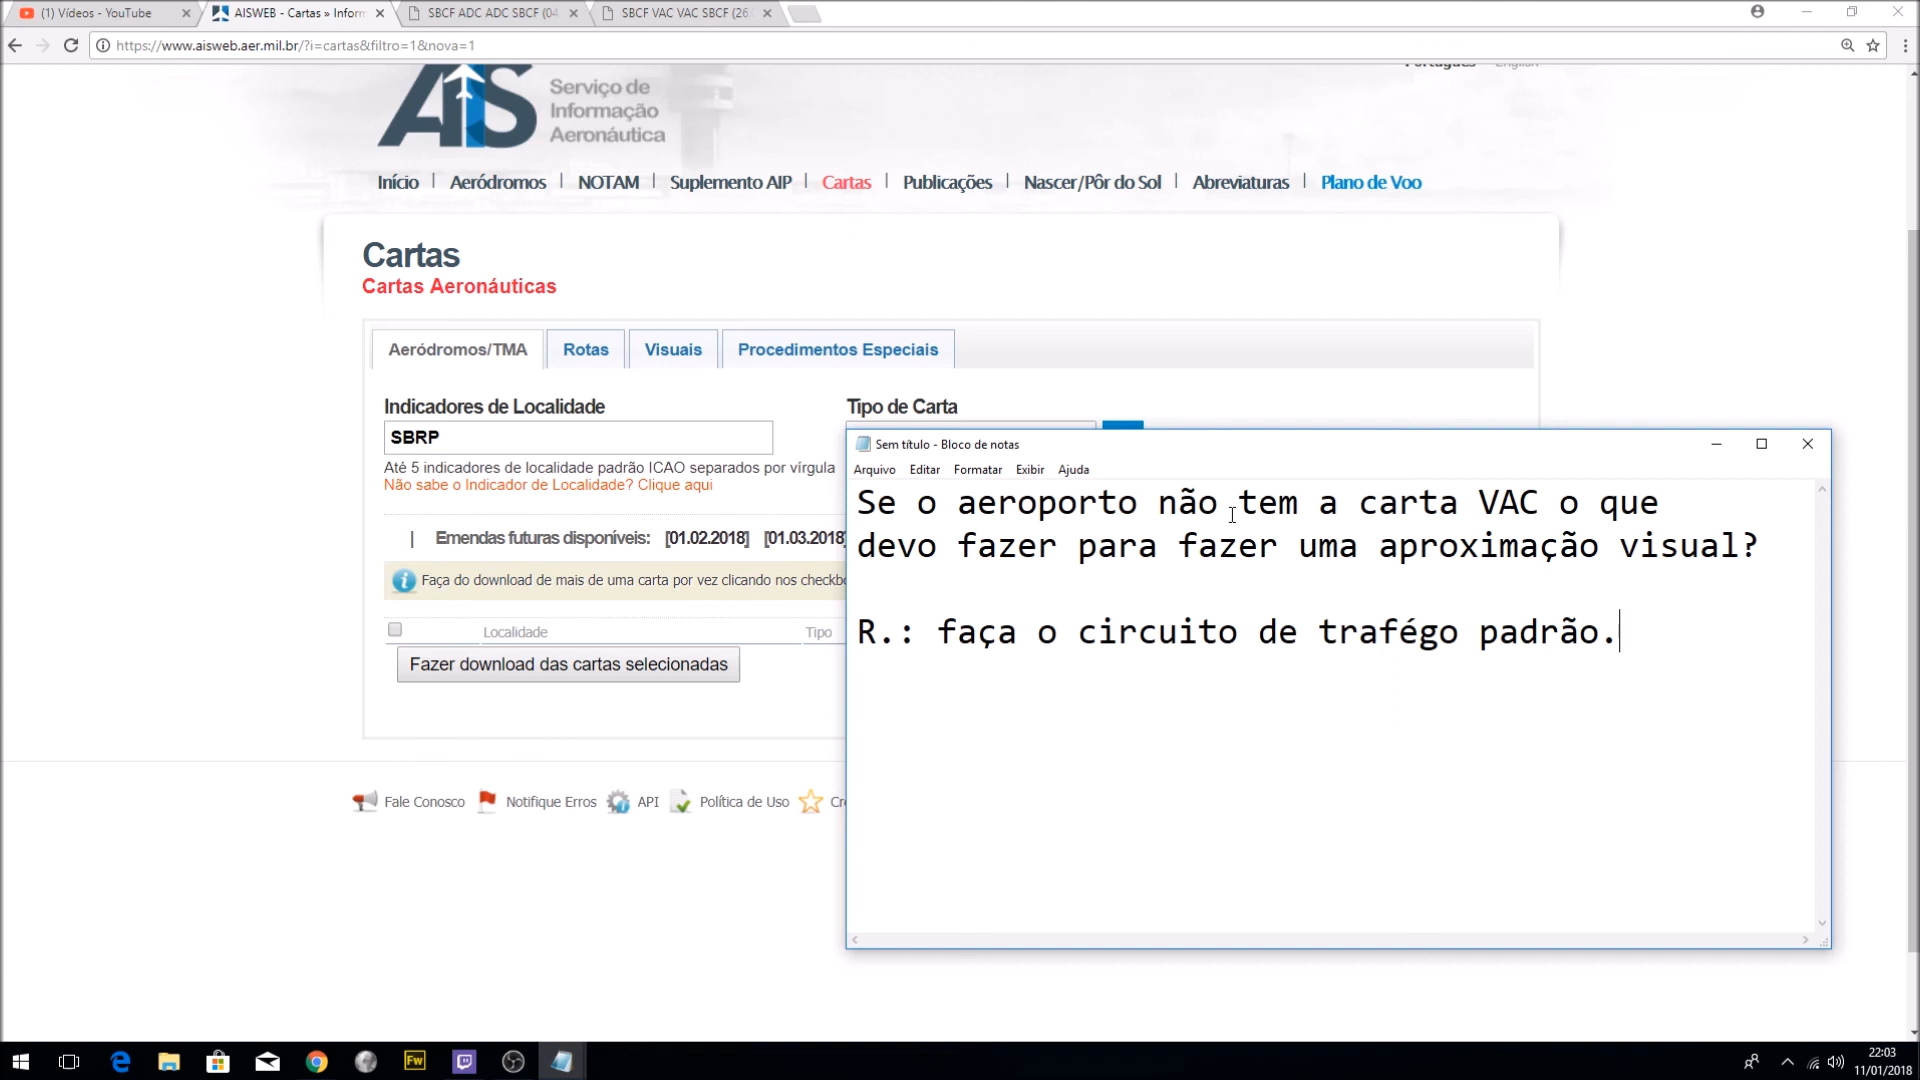 (1) Vídeos - YouTube
AISWEB - Cartas » Inform
SBCF ADC ADC SBCF (04
SBCF VAC VAC SBCF (26
https://www.aisweb.aer.mil.br/?i=cartas&filtro=1&nova=1
Português English
AIS
Serviço de
Informação
Aeronáutica
Início | Aeródromos | NOTAM | Suplemento AIP | Cartas | Publicações | Nascer/Pôr do Sol | Abreviaturas | Plano de Voo
Cartas
Cartas Aeronáuticas
Aeródromos/TMA Rotas Visuais Procedimentos Especiais
Indicadores de Localidade
Tipo de Carta
SBRP
Até 5 indicadores de localidade padrão ICAO separados por vírgula
Não sabe o Indicador de Localidade? Clique aqui
| Emendas futuras disponíveis: [01.02.2018] [01.03.2018]
Faça do download de mais de uma carta por vez clicando nos checkbo
Localidade Tipo
Fazer download das cartas selecionadas
Fale Conosco Notifique Erros API Política de Uso Cr
Sem título - Bloco de notas
Arquivo Editar Formatar Exibir Ajuda
Se o aeroporto não tem a carta VAC o que
devo fazer para fazer uma aproximação visual?
R.: faça o circuito de trafégo padrão.
Fw
22:03
11/01/2018